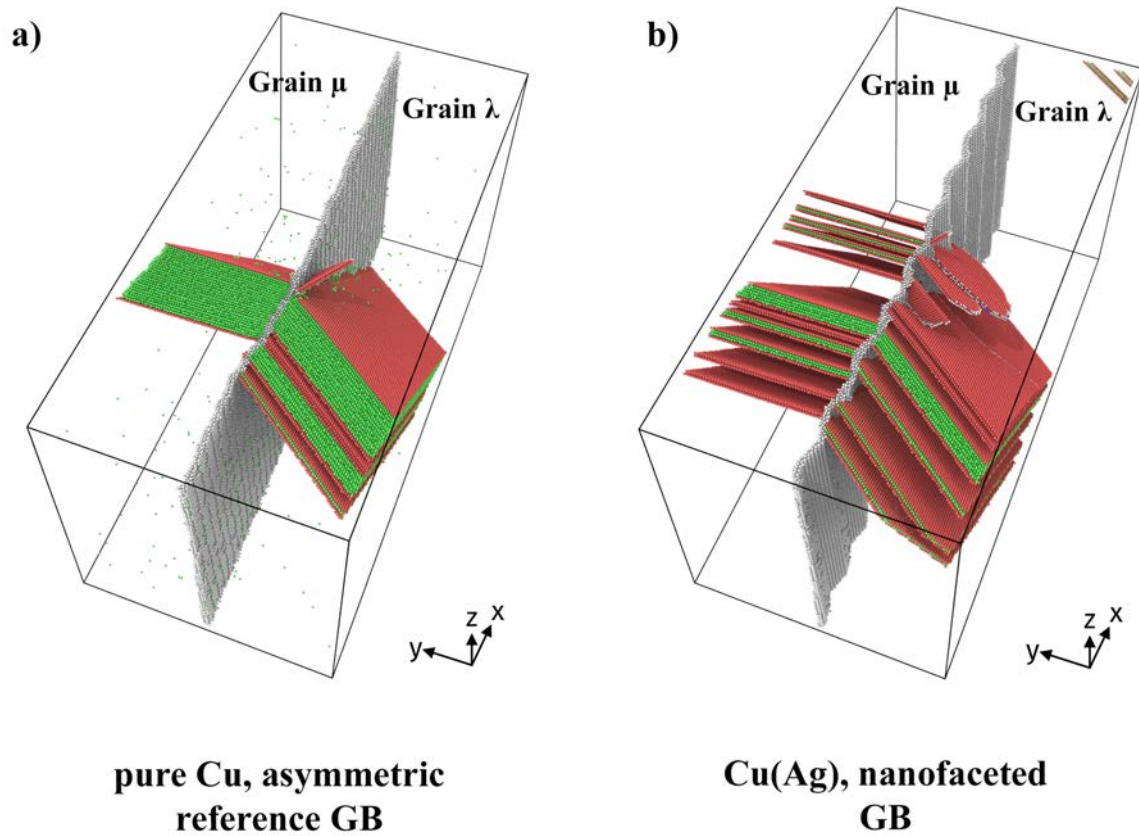 a)
Grain μ
Grain λ
z
x
y
pure Cu, asymmetric
reference GB
b)
Grain μ
Grain λ
z
x
y
Cu(Ag), nanofaceted
GB